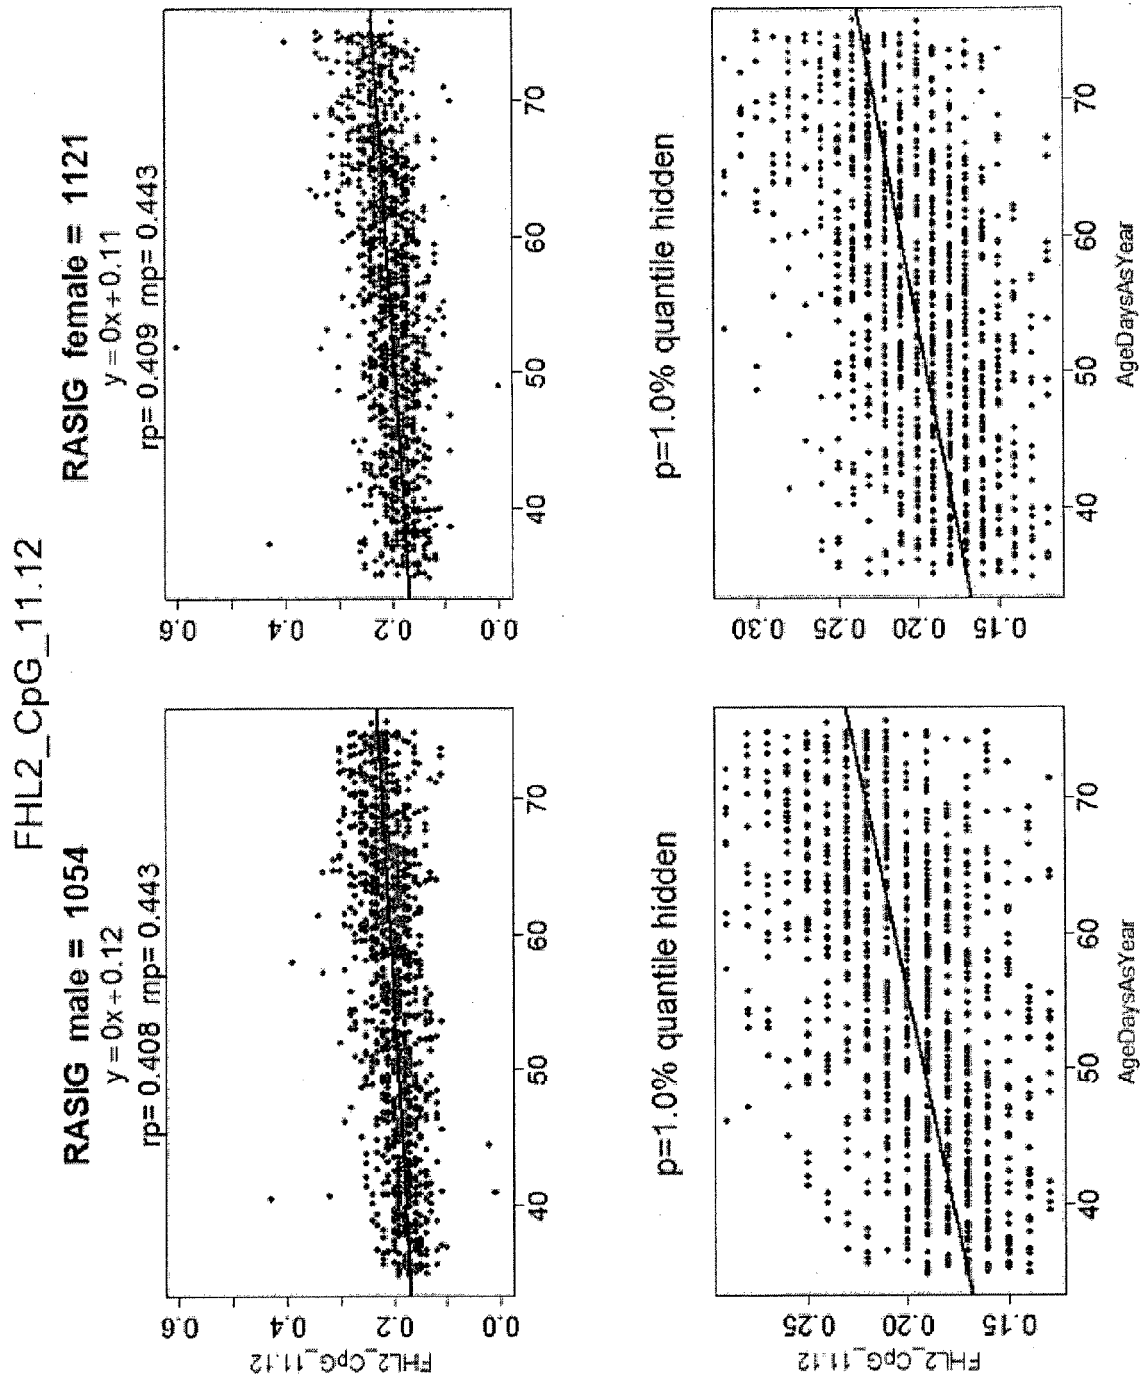 FHL2_CpG_11.12
RASIG male = 1054
y = 0x+0.12
rp= 0.408 rnp= 0.443
FHL2_CpG_11.12
0.6
0.4
0.2
0.0
40
50
60
70
RASIG female = 1121
y = 0x+0.11
rp= 0.409 rnp= 0.443
0.6
0.4
0.2
0.0
40
50
60
70
p=1.0% quantile hidden
FHL2_CpG_11.12
0.25
0.20
0.15
40
50
60
70
AgeDaysAsYear
p=1.0% quantile hidden
0.30
0.25
0.20
0.15
40
50
60
70
AgeDaysAsYear